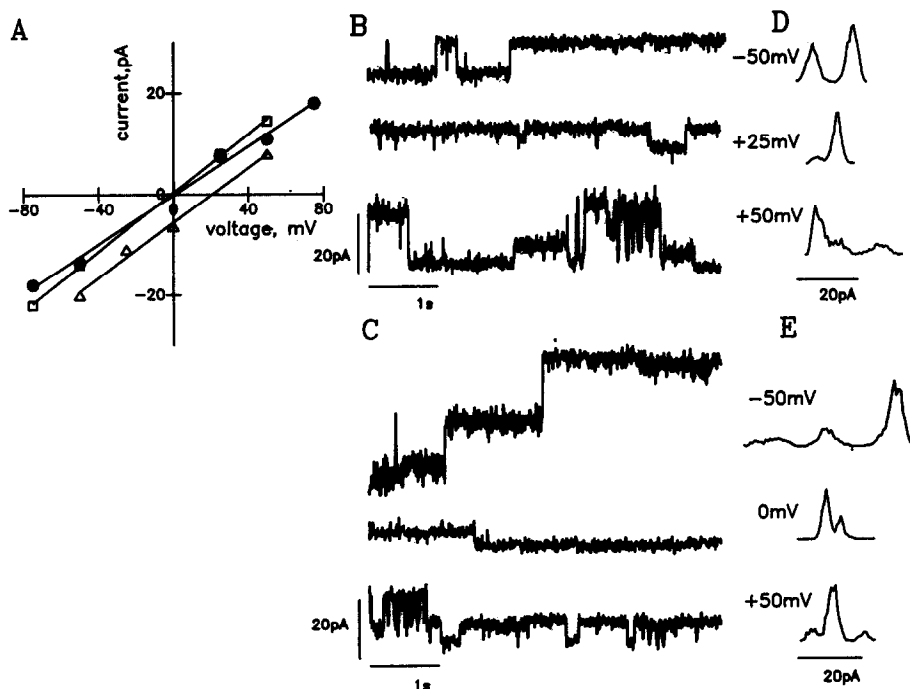 A
current,pA
20
0
-80
-40
40
80
voltage, mV
-20
B
20pA
1s
C
20pA
1s
D
-50mV
+25mV
+50mV
20pA
E
-50mV
0mV
+50mV
20pA